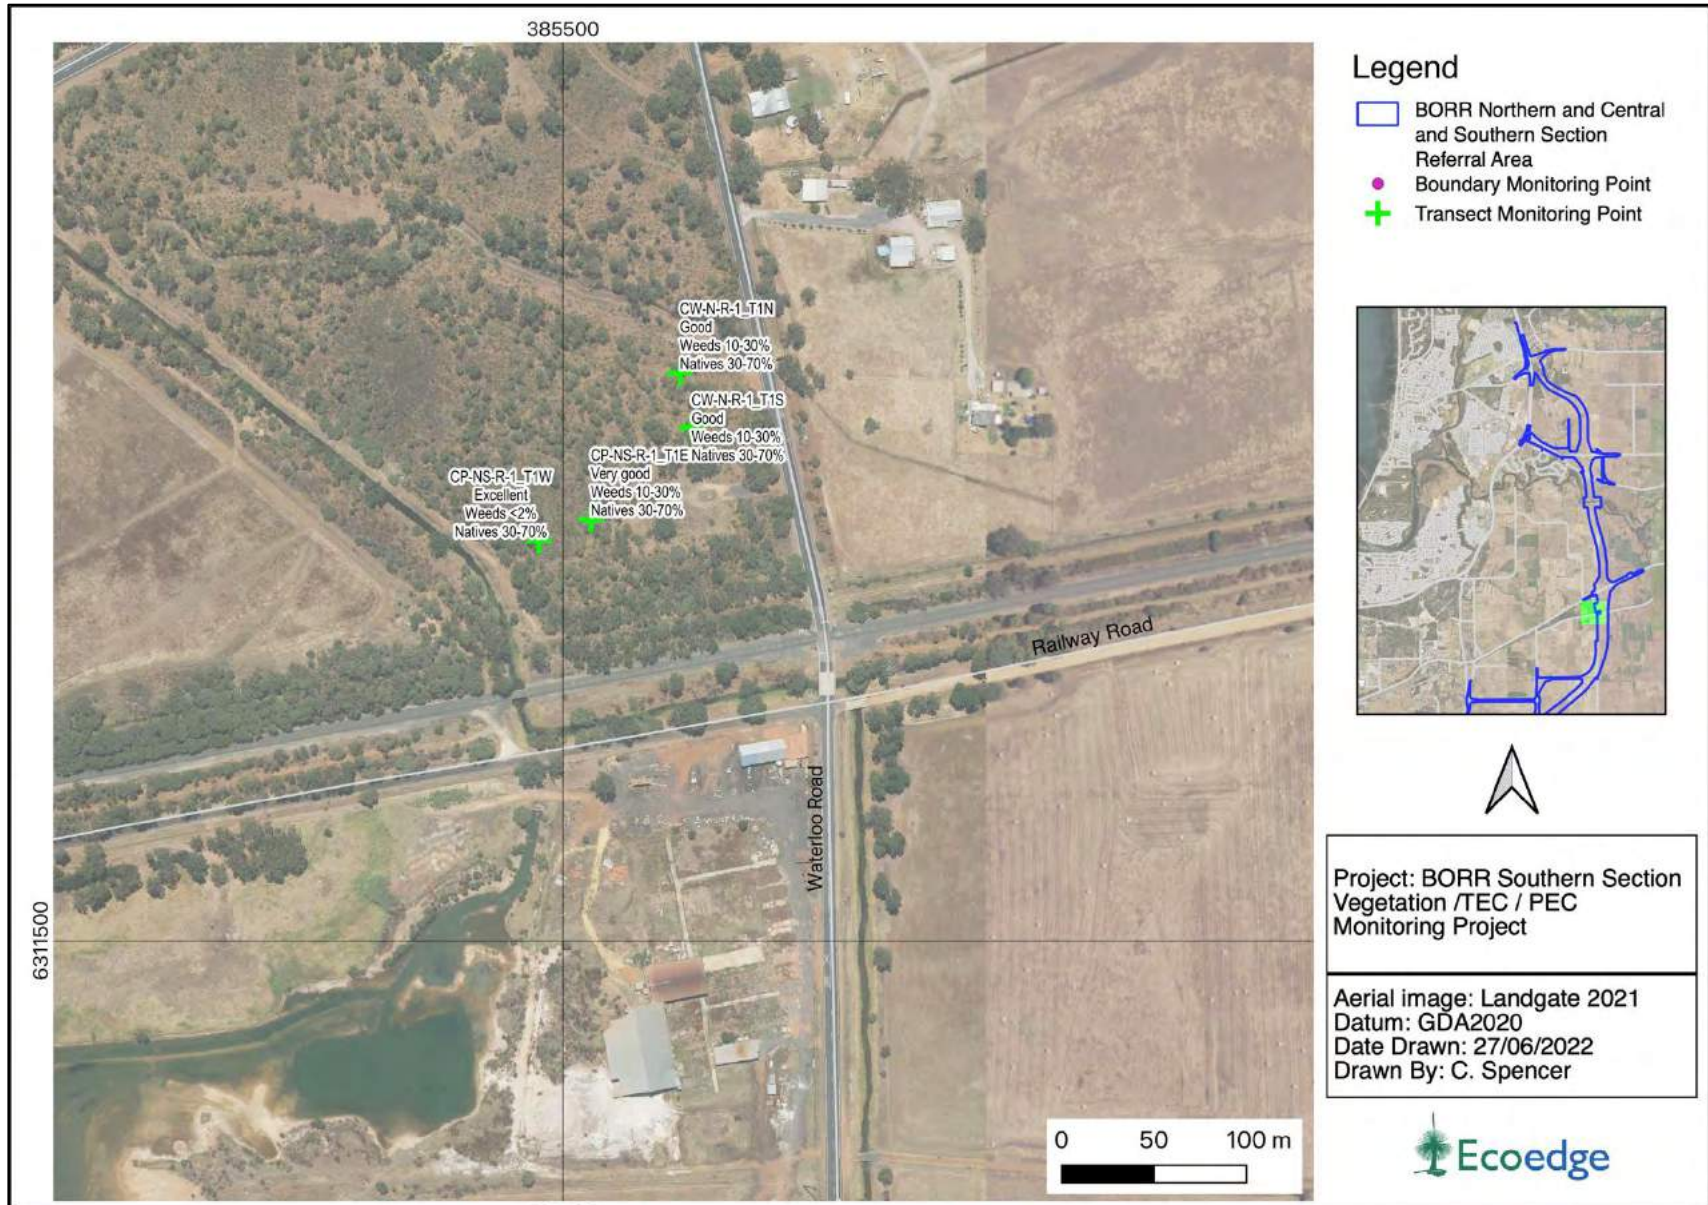 385500
6311500
CW-N-R-1_T1N
Good
Weeds 10-30%
Natives 30-70%
CW-N-R-1_T1S
Good
Weeds 10-30%
Natives 30-70%
CP-NS-R-1_T1E
Very good
Weeds 10-30%
Natives 30-70%
CP-NS-R-1_T1W
Excellent
Weeds <2%
Natives 30-70%
Railway Road
Waterloo Road
0 50 100 m
Legend
BORR Northern and Central
and Southern Section
Referral Area
Boundary Monitoring Point
Transect Monitoring Point
Project: BORR Southern Section
Vegetation /TEC / PEC
Monitoring Project
Aerial image: Landgate 2021
Datum: GDA2020
Date Drawn: 27/06/2022
Drawn By: C. Spencer
Ecoedge